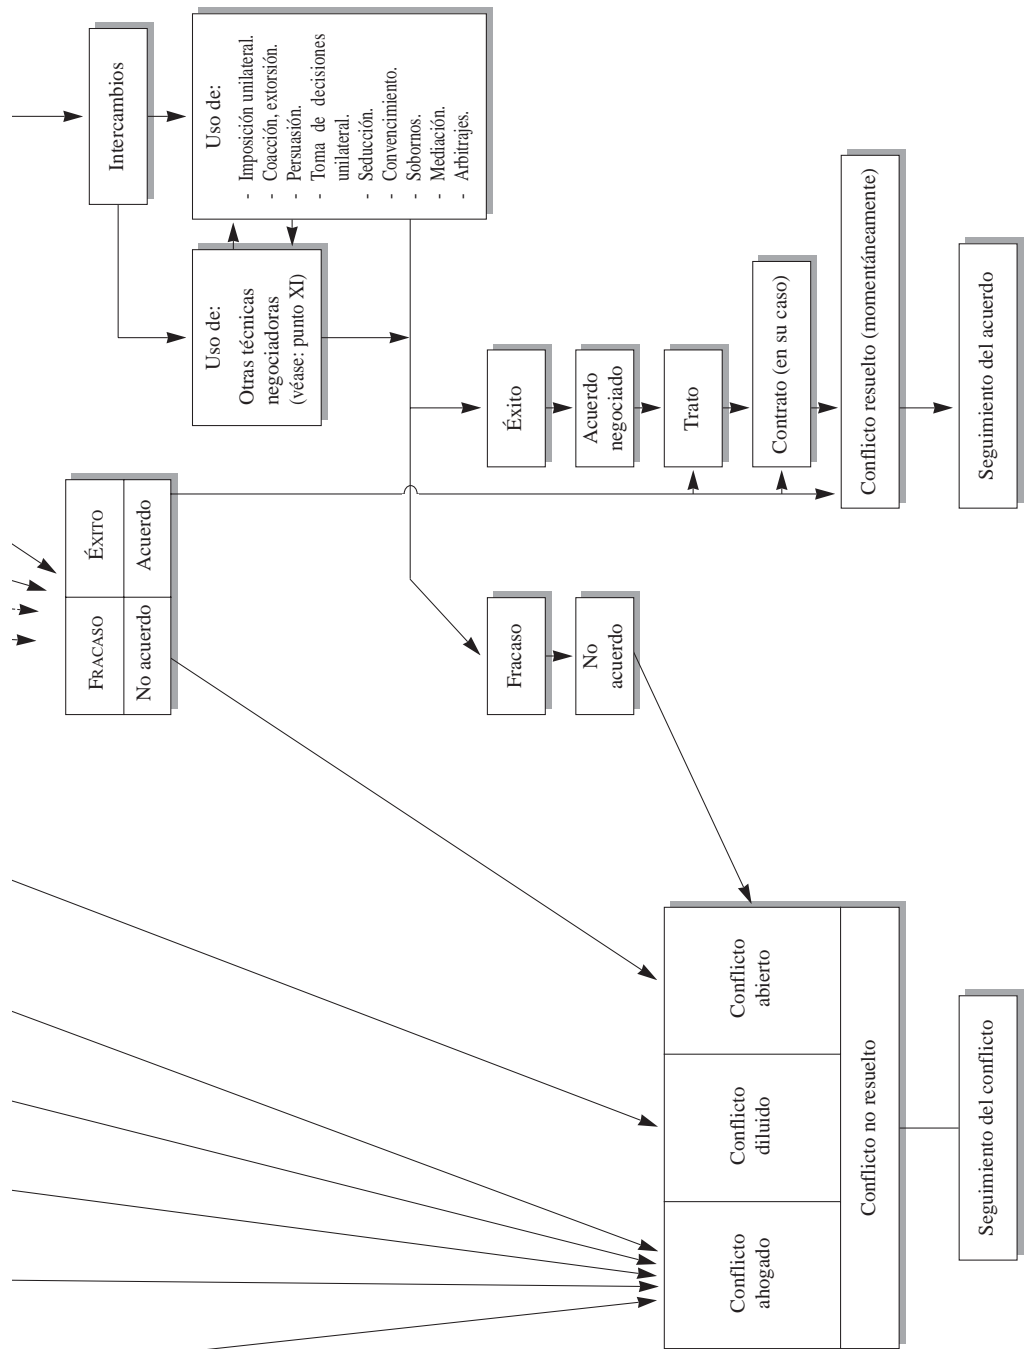 Intercambios
Uso de:
- Imposición unilateral.
- Coacción, extorsión.
- Persuasión.
- Toma de decisiones
unilateral.
- Seducción.
- Convencimiento.
- Sobornos.
- Mediación.
- Arbitrajes.
Uso de:
Otras técnicas
negociadoras
(véase: punto XI)
FRACASO
ÉXITO
No acuerdo
Acuerdo
Éxito
Acuerdo
negociado
Trato
Contrato (en su caso)
Conflicto resuelto (momentáneamente)
Seguimiento del acuerdo
Fracaso
No
acuerdo
Conflicto
ahogado
Conflicto
diluido
Conflicto
abierto
Conflicto no resuelto
Seguimiento del conflicto